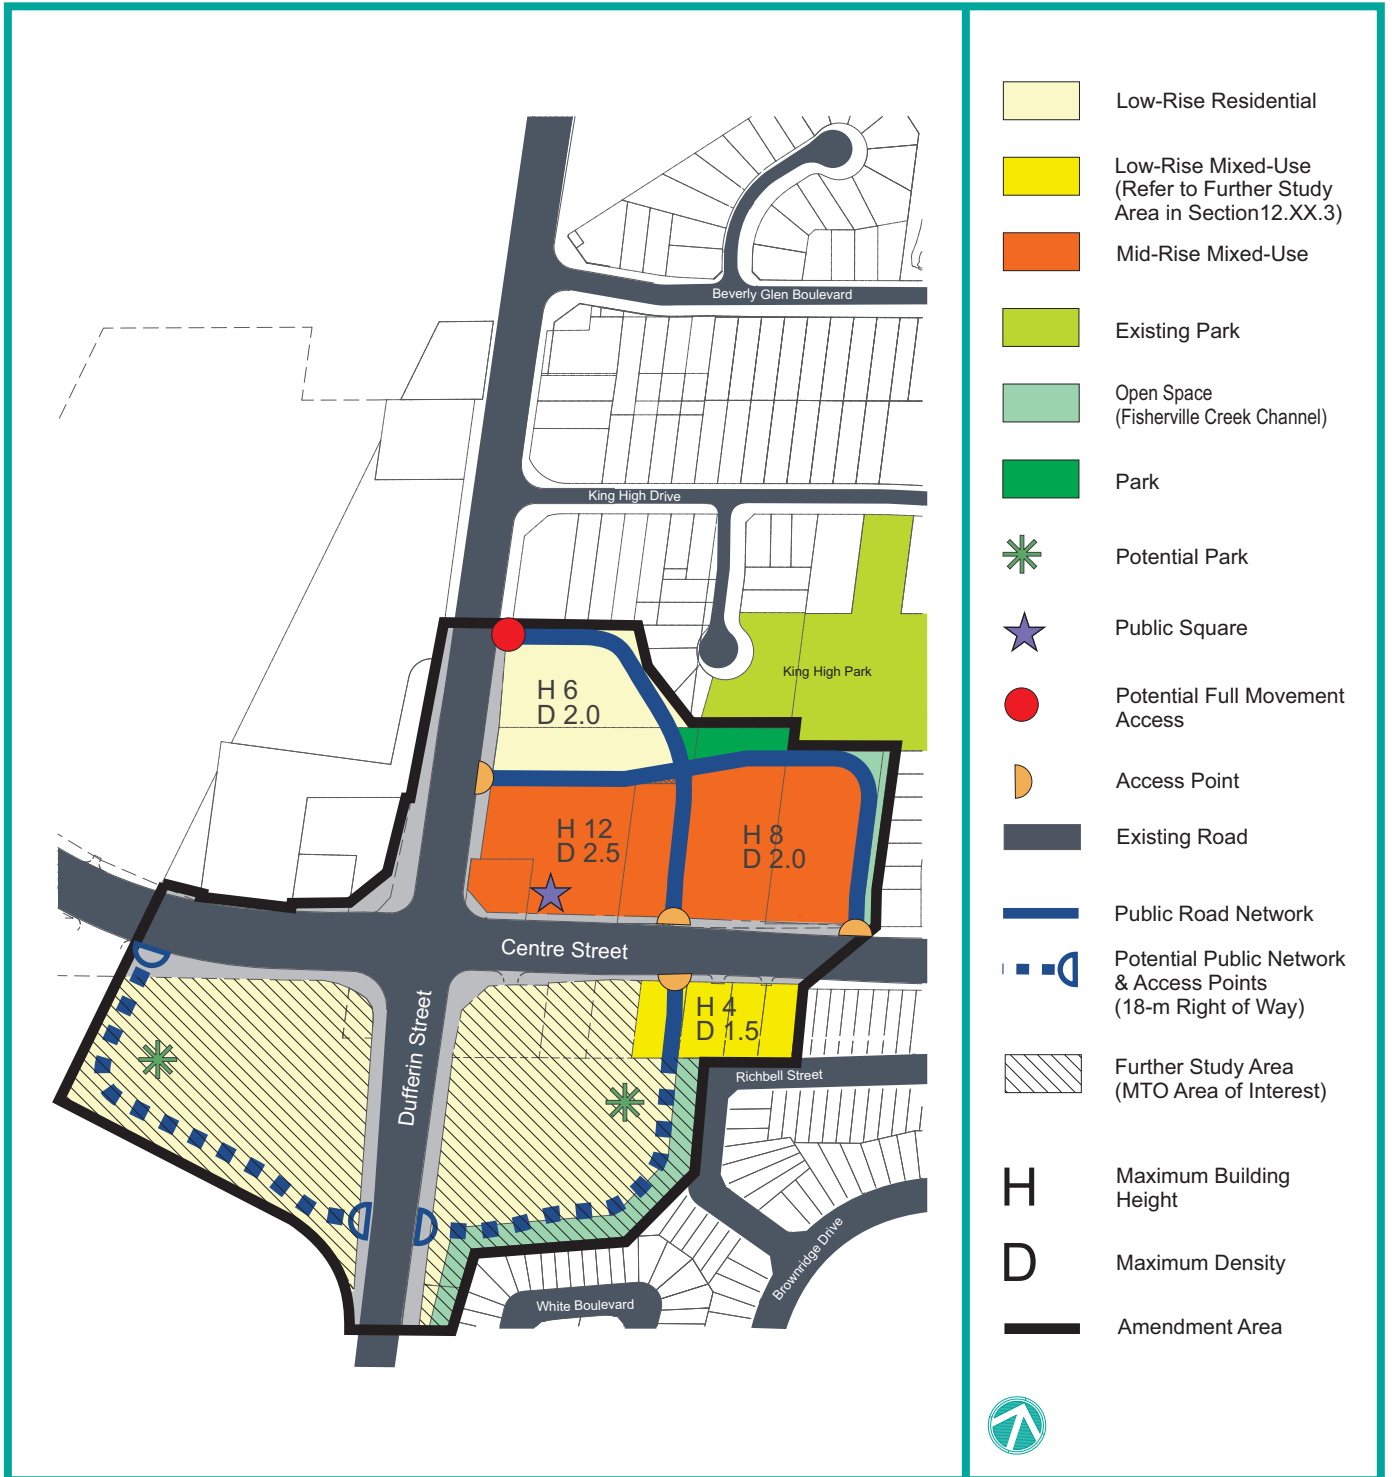 Beverly Glen Boulevard
King High Drive
King High Park
H 6
D 2.0
H 12
D 2.5
H 8
D 2.0
Centre Street
H 4
D 1.5
Dufferin Street
Richbell Street
Brownridge Drive
White Boulevard
Low-Rise Residential
Low-Rise Mixed-Use
(Refer to Further Study
Area in Section12.XX.3)
Mid-Rise Mixed-Use
Existing Park
Open Space
(Fisherville Creek Channel)
Park
Potential Park
Public Square
Potential Full Movement
Access
Access Point
Existing Road
Public Road Network
Potential Public Network
& Access Points
(18-m Right of Way)
Further Study Area
(MTO Area of Interest)
H
Maximum Building
Height
D
Maximum Density
Amendment Area